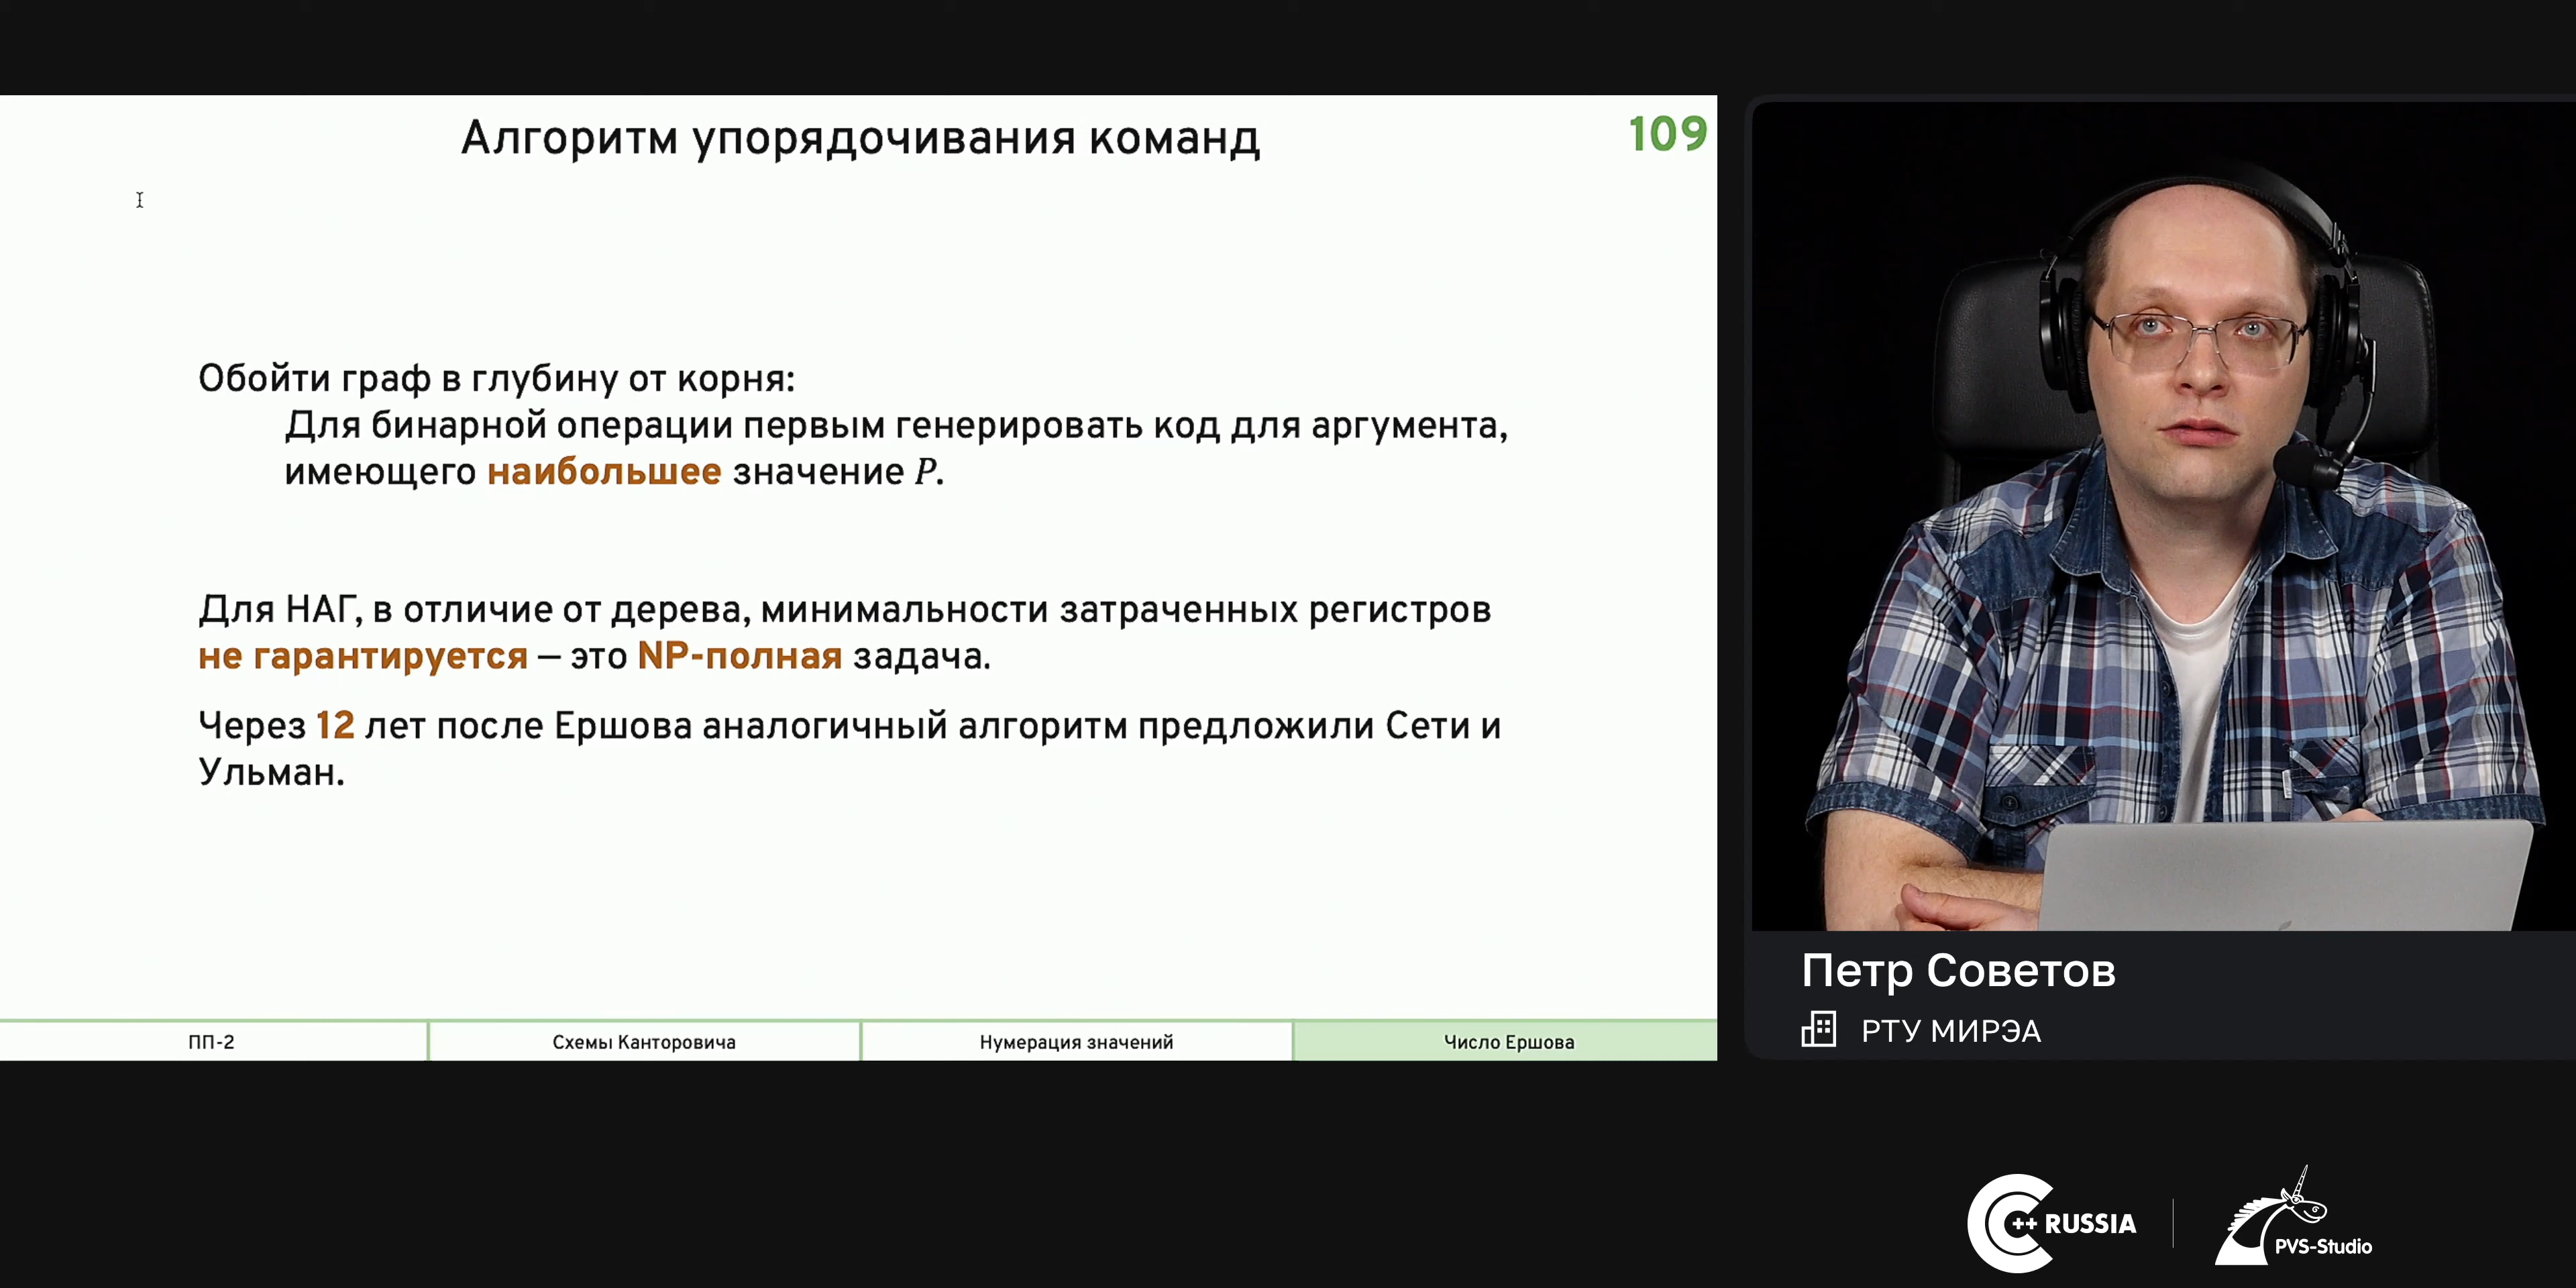 Алгоритм упорядочивания команд
109
Обойти граф в глубину от корня:
Для бинарной операции первым генерировать код для аргумента,
имеющего наибольшее значение P.
Для НАГ, в отличие от дерева, минимальности затраченных регистров
не гарантируется — это NP-полная задача.
Через 12 лет после Ершова аналогичный алгоритм предложили Сети и
Ульман.
ПП-2
Схемы Канторовича
Нумерация значений
Число Ершова
Петр Советов
РТУ МИРЭА
C++ RUSSIA
PVS-Studio